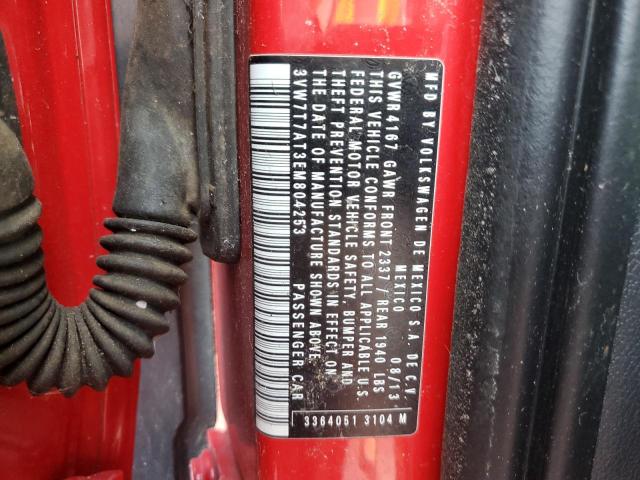 MFD BY VOLKSWAGEN DE MEXICO S.A. DE C.V.
MEXICO 08/13
GVWR 4167 GAWR FRONT 2337 / REAR 1940 LBS
THIS VEHICLE CONFORMS TO ALL APPLICABLE U.S.
FEDERAL MOTOR VEHICLE SAFETY, BUMPER AND
THEFT PREVENTION STANDARDS IN EFFECT ON
THE DATE OF MANUFACTURE SHOWN ABOVE
3VW7T7AT3EM804253 PASSENGER CAR
3364051 3104 M